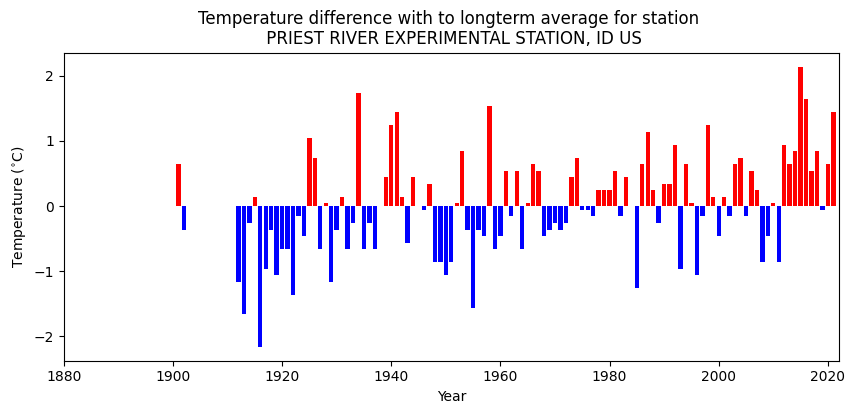 Temperature difference with to longterm average for station
PRIEST RIVER EXPERIMENTAL STATION, ID US
2
1
0
−1
−2
Temperature (°C)
1880 1900 1920 1940 1960 1980 2000 2020
Year